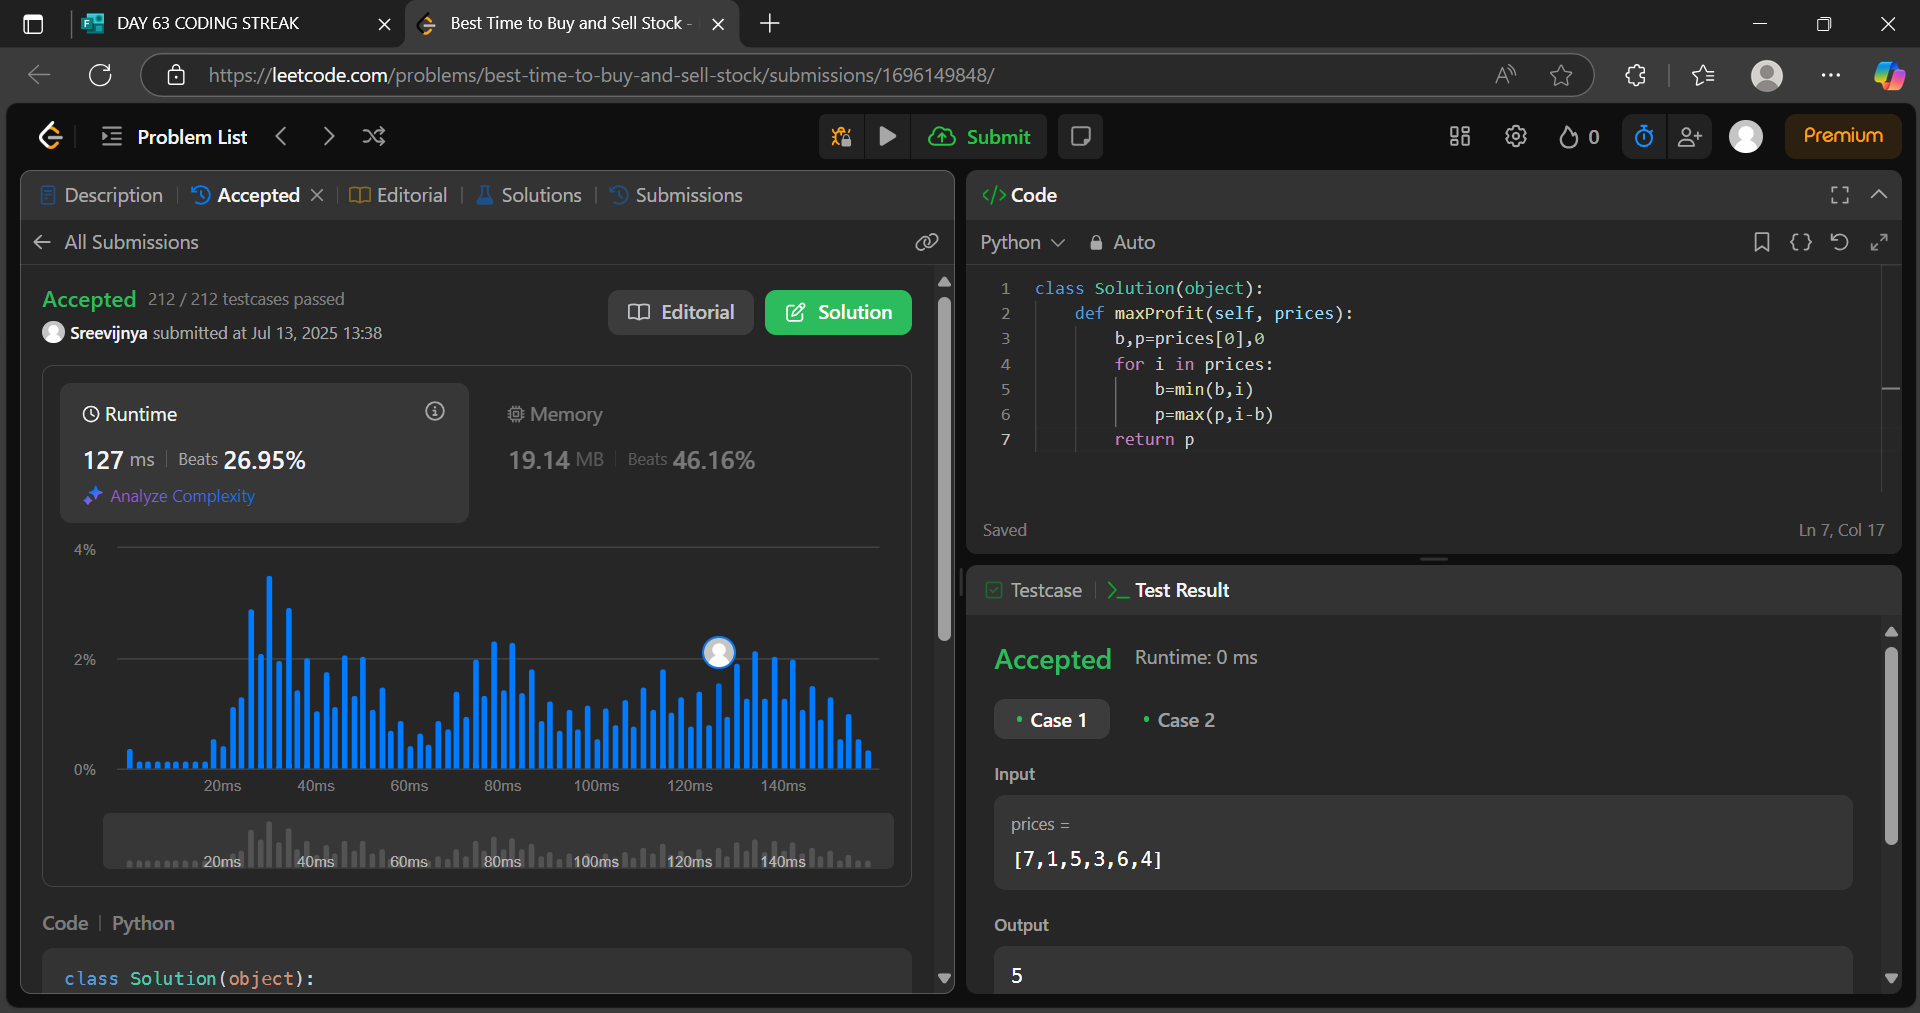 DAY 63 CODING STREAK
Best Time to Buy and Sell Stock -
https://leetcode.com/problems/best-time-to-buy-and-sell-stock/submissions/1696149848/
Problem List
Submit
0
Premium
Description
Accepted
Editorial
Solutions
Submissions
All Submissions
Accepted 212 / 212 testcases passed
Sreevijnya submitted at Jul 13, 2025 13:38
Editorial
Solution
Runtime
127 ms Beats 26.95%
Analyze Complexity
Memory
19.14 MB Beats 46.16%
4%
2%
0%
20ms 40ms 60ms 80ms 100ms 120ms 140ms
20ms 40ms 60ms 80ms 100ms 120ms 140ms
Code | Python
class Solution(object):
</> Code
Python
Auto
1 class Solution(object):
2 def maxProfit(self, prices):
3 b,p=prices[0],0
4 for i in prices:
5 b=min(b,i)
6 p=max(p,i-b)
7 return p
Saved
Ln 7, Col 17
Testcase
>_ Test Result
Accepted Runtime: 0 ms
• Case 1 • Case 2
Input
prices =
[7,1,5,3,6,4]
Output
5